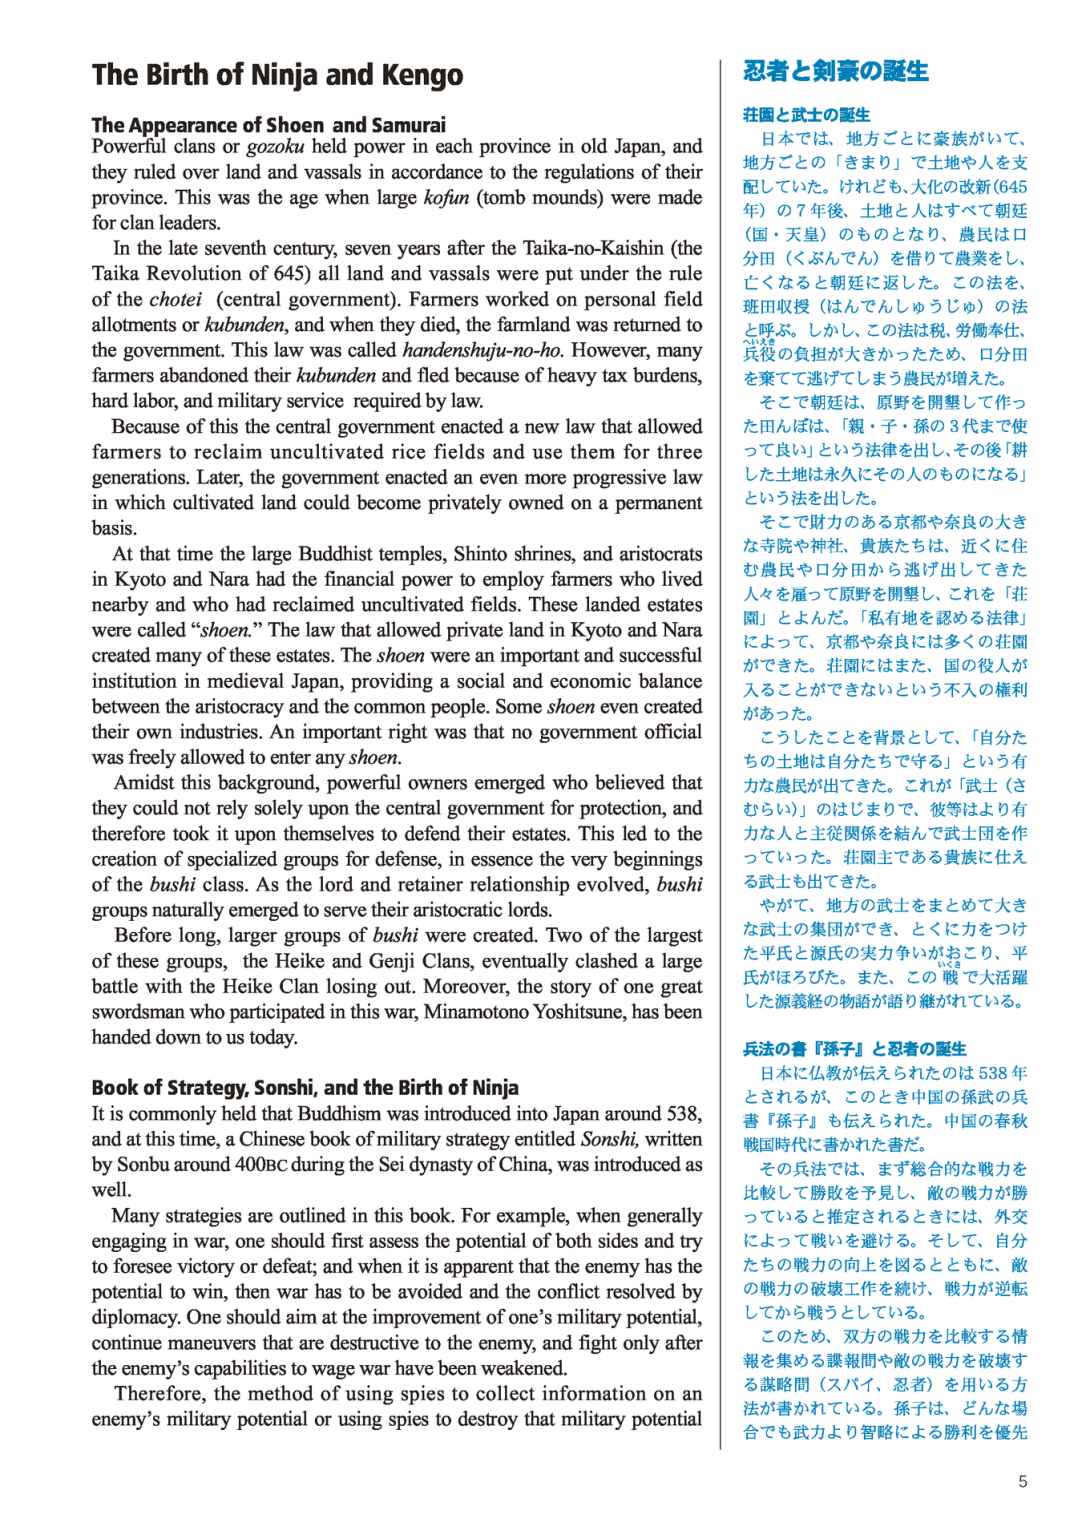 The Birth of Ninja and Kengo
The Appearance of Shoen and Samurai
Powerful clans or gozoku held power in each province in old Japan, and
they ruled over land and vassals in accordance to the regulations of their
province. This was the age when large kofun (tomb mounds) were made
for clan leaders.
In the late seventh century, seven years after the Taika-no-Kaishin (the
Taika Revolution of 645) all land and vassals were put under the rule
of the chotei (central government). Farmers worked on personal field
allotments or kubunden, and when they died, the farmland was returned to
the government. This law was called handenshuju-no-ho. However, many
farmers abandoned their kubunden and fled because of heavy tax burdens,
hard labor, and military service required by law.
Because of this the central government enacted a new law that allowed
farmers to reclaim uncultivated rice fields and use them for three
generations. Later, the government enacted an even more progressive law
in which cultivated land could become privately owned on a permanent
basis.
At that time the large Buddhist temples, Shinto shrines, and aristocrats
in Kyoto and Nara had the financial power to employ farmers who lived
nearby and who had reclaimed uncultivated fields. These landed estates
were called “shoen.” The law that allowed private land in Kyoto and Nara
created many of these estates. The shoen were an important and successful
institution in medieval Japan, providing a social and economic balance
between the aristocracy and the common people. Some shoen even created
their own industries. An important right was that no government official
was freely allowed to enter any shoen.
Amidst this background, powerful owners emerged who believed that
they could not rely solely upon the central government for protection, and
therefore took it upon themselves to defend their estates. This led to the
creation of specialized groups for defense, in essence the very beginnings
of the bushi class. As the lord and retainer relationship evolved, bushi
groups naturally emerged to serve their aristocratic lords.
Before long, larger groups of bushi were created. Two of the largest
of these groups, the Heike and Genji Clans, eventually clashed a large
battle with the Heike Clan losing out. Moreover, the story of one great
swordsman who participated in this war, Minamotono Yoshitsune, has been
handed down to us today.
Book of Strategy, Sonshi, and the Birth of Ninja
It is commonly held that Buddhism was introduced into Japan around 538,
and at this time, a Chinese book of military strategy entitled Sonshi, written
by Sonbu around 400BC during the Sei dynasty of China, was introduced as
well.
Many strategies are outlined in this book. For example, when generally
engaging in war, one should first assess the potential of both sides and try
to foresee victory or defeat; and when it is apparent that the enemy has the
potential to win, then war has to be avoided and the conflict resolved by
diplomacy. One should aim at the improvement of one’s military potential,
continue maneuvers that are destructive to the enemy, and fight only after
the enemy’s capabilities to wage war have been weakened.
Therefore, the method of using spies to collect information on an
enemy’s military potential or using spies to destroy that military potential
忍者と剣豪の誕生
荘園と武士の誕生
日本では、地方ごとに豪族がいて、
地方ごとの「きまり」で土地や人を支
配していた。けれども、大化の改新(645
年）の７年後、土地と人はすべて朝廷
（国・天皇）のものとなり、農民は口
分田（くぶんでん）を借りて農業をし、
亡くなると朝廷に返した。この法を、
班田収授（はんでんしゅうじゅ）の法
と呼ぶ。しかし、この法は税、労働奉仕、
へいえき
兵役の負担が大きかったため、口分田
を棄てて逃げてしまう農民が増えた。
そこで朝廷は、原野を開墾して作っ
た田んぼは、「親・子・孫の３代まで使
って良い」という法律を出し、その後「耕
した土地は永久にその人のものになる」
という法を出した。
そこで財力のある京都や奈良の大き
な寺院や神社、貴族たちは、近くに住
む農民や口分田から逃げ出してきた
人々を雇って原野を開墾し、これを「荘
園」とよんだ。「私有地を認める法律」
によって、京都や奈良には多くの荘園
ができた。荘園にはまた、国の役人が
入ることができないという不入の権利
があった。
こうしたことを背景として、「自分た
ちの土地は自分たちで守る」という有
力な農民が出てきた。これが「武士（さ
むらい）」のはじまりで、彼等はより有
力な人と主従関係を結んで武士団を作
っていった。荘園主である貴族に仕え
る武士も出てきた。
やがて、地方の武士をまとめて大き
な武士の集団ができ、とくに力をつけ
た平氏と源氏の実力争いがおこり、平
いくさ
氏がほろびた。また、この戦で大活躍
した源義経の物語が語り継がれている。
兵法の書『孫子』と忍者の誕生
日本に仏教が伝えられたのは 538 年
とされるが、このとき中国の孫武の兵
書『孫子』も伝えられた。中国の春秋
戦国時代に書かれた書だ。
その兵法では、まず総合的な戦力を
比較して勝敗を予見し、敵の戦力が勝
っていると推定されるときには、外交
によって戦いを避ける。そして、自分
たちの戦力の向上を図るとともに、敵
の戦力の破壊工作を続け、戦力が逆転
してから戦うとしている。
このため、双方の戦力を比較する情
報を集める諜報間や敵の戦力を破壊す
る謀略間（スパイ、忍者）を用いる方
法が書かれている。孫子は、どんな場
合でも武力より智略による勝利を優先
5